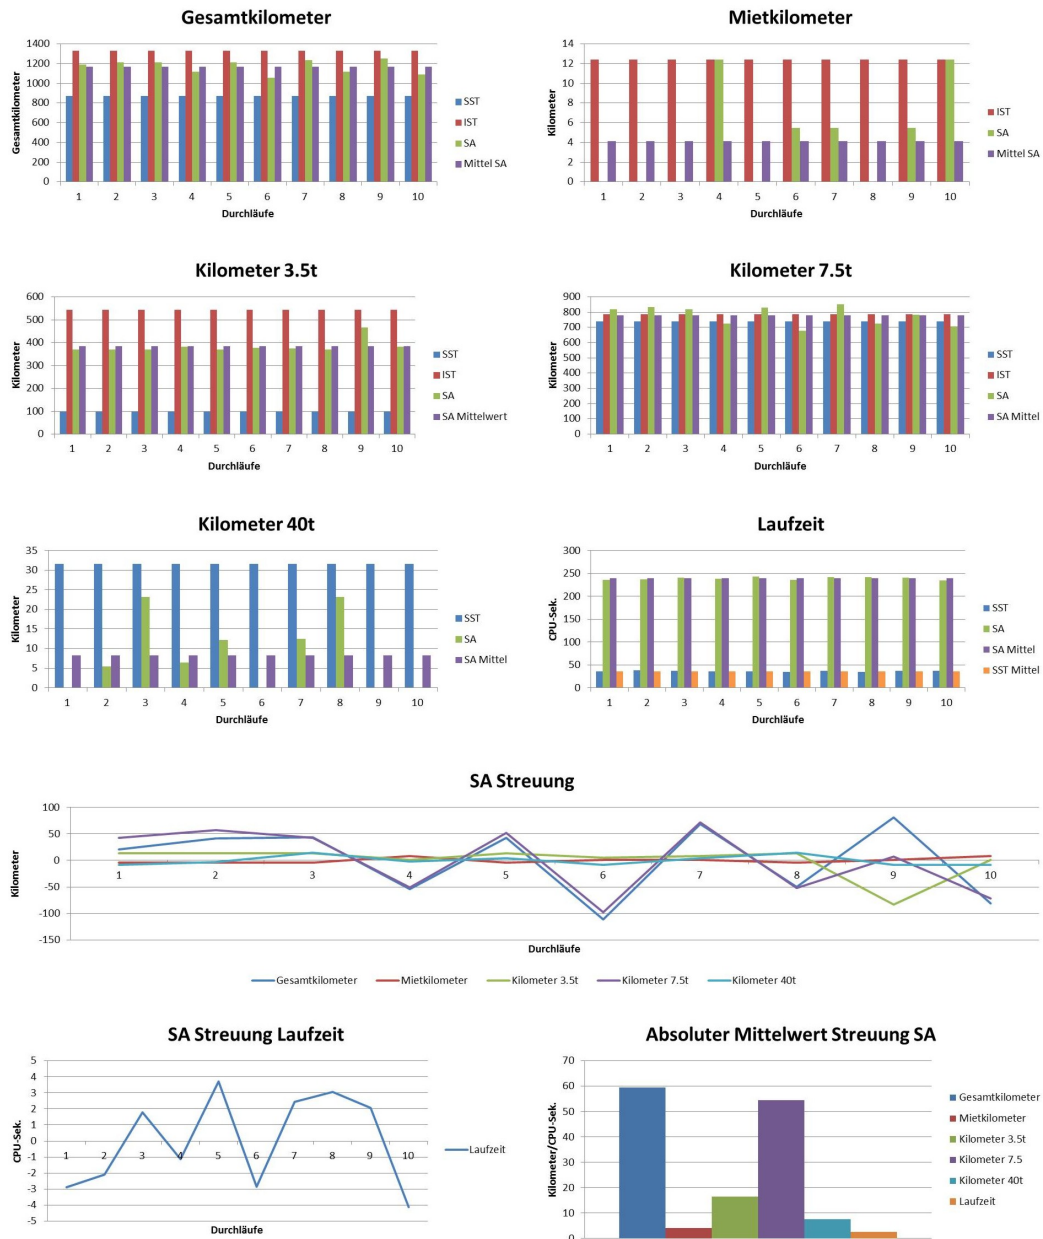 Gesamtkilometer
Gesamtkilometer
1400
1200
1000
800
600
400
200
0
1 2 3 4 5 6 7 8 9 10
Durchläufe
SST
IST
SA
Mittel SA
Mietkilometer
Kilometer
14
12
10
8
6
4
2
0
1 2 3 4 5 6 7 8 9 10
Durchläufe
IST
SA
Mittel SA
Kilometer 3.5t
Kilometer
600
500
400
300
200
100
0
1 2 3 4 5 6 7 8 9 10
Durchläufe
SST
IST
SA
SA Mittelwert
Kilometer 7.5t
Kilometer
900
800
700
600
500
400
300
200
100
0
1 2 3 4 5 6 7 8 9 10
Durchläufe
SST
IST
SA
SA Mittel
Kilometer 40t
Kilometer
35
30
25
20
15
10
5
0
1 2 3 4 5 6 7 8 9 10
Durchläufe
SST
SA
SA Mittel
Laufzeit
CPU-Sek.
300
250
200
150
100
50
0
1 2 3 4 5 6 7 8 9 10
Durchläufe
SST
SA
SA Mittel
SST Mittel
SA Streuung
Kilometer
100
50
0
-50
-100
-150
1 2 3 4 5 6 7 8 9 10
Durchläufe
Gesamtkilometer Mietkilometer Kilometer 3.5t Kilometer 7.5t Kilometer 40t
SA Streuung Laufzeit
CPU-Sek.
5
4
3
2
1
0
-1
-2
-3
-4
-5
1 2 3 4 5 6 7 8 9 10
Durchläufe
Laufzeit
Absoluter Mittelwert Streuung SA
Kilometer/CPU-Sek.
70
60
50
40
30
20
10
0
Gesamtkilometer
Mietkilometer
Kilometer 3.5t
Kilometer 7.5
Kilometer 40t
Laufzeit